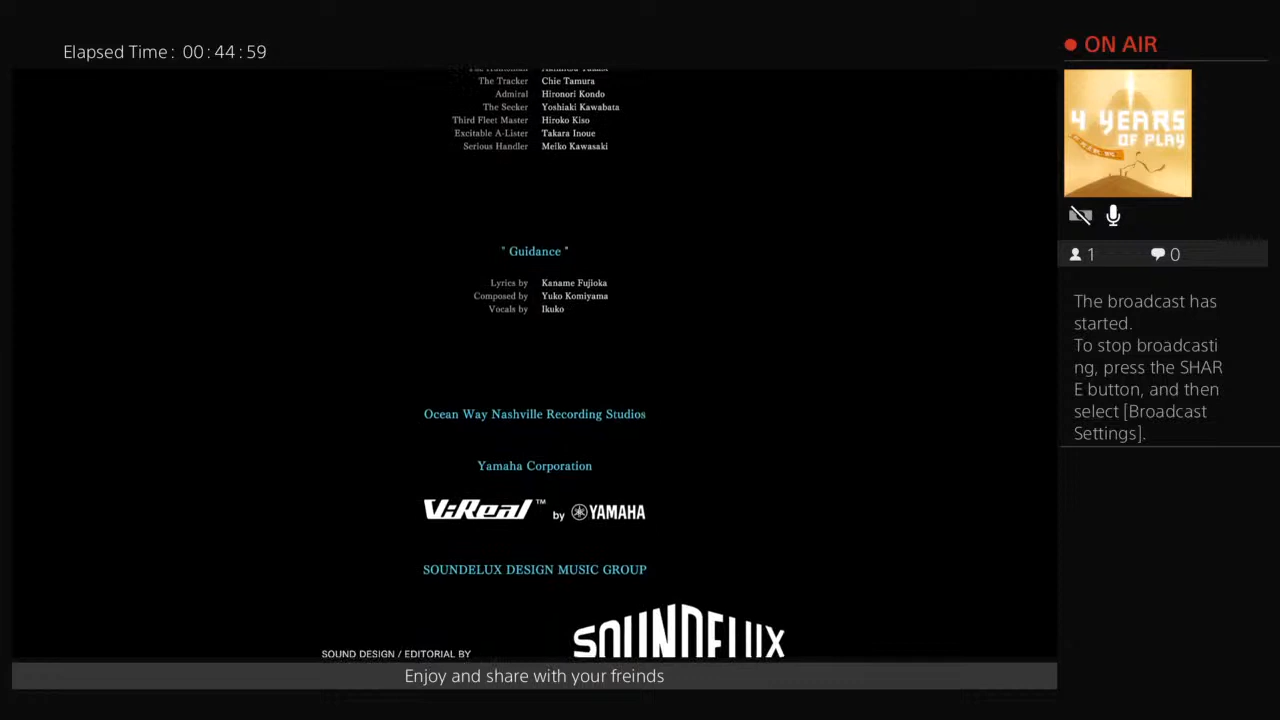 Elapsed Time: 00:44:59
ON AIR
4 YEARS
OF PLAY
1 0
The broadcast has
started.
To stop broadcasti
ng, press the SHAR
E button, and then
select [Broadcast
Settings].
The Tracker Chie Tamura
Admiral Hironori Kondo
The Seeker Yoshiaki Kawabata
Third Fleet Master Hiroko Kiso
Excitable A-Lister Takara Inoue
Serious Handler Meiko Kawasaki
" Guidance "
Lyrics by Kaname Fujioka
Composed by Yuko Komiyama
Vocals by Ikuko
Ocean Way Nashville Recording Studios
Yamaha Corporation
ViReal™ by YAMAHA
SOUNDELUX DESIGN MUSIC GROUP
SOUNDELUX
SOUND DESIGN / EDITORIAL BY
Enjoy and share with your freinds